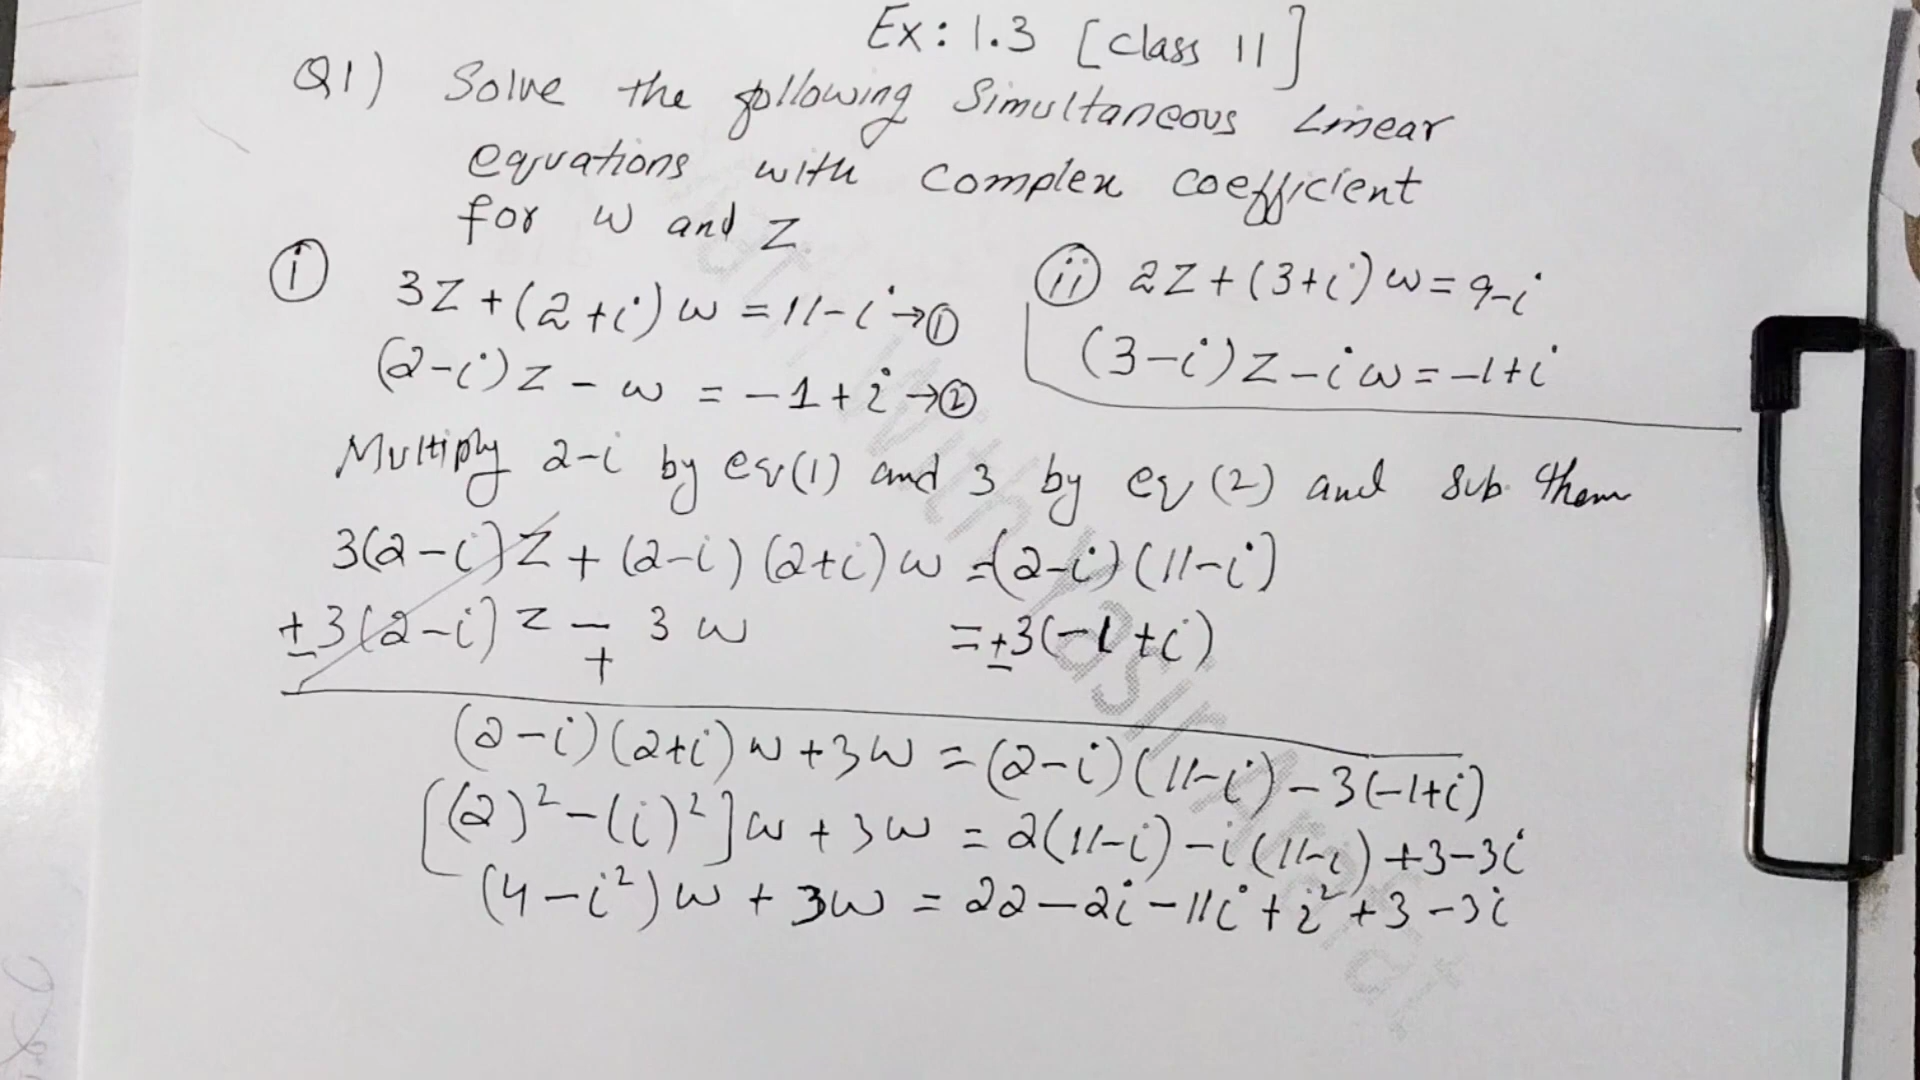 Ex: 1.3 [class 11]
Q1) Solve the following Simultaneous Linear
equations with complex coefficient
for w and z
(i) 3z + (2+i) w = 11-i → (1)
(2-i) z - w = -1 + i → (2)
(ii) 2z + (3+i) w = 9-i
(3-i) z - i w = -1+i
Multiply 2-i by eq(1) and 3 by eq (2) and sub. them
3(2-i) z + (2-i) (2+i) w = (2-i) (11-i)
± 3(2-i) z - 3 w = ± 3(-1+i)
+
(2-i) (2+i) w + 3w = (2-i) (11-i) - 3(-1+i)
[(2)² - (i)²] w + 3w = 2(11-i) - i (11-i) + 3-3i
(4-i²) w + 3w = 22 - 2i - 11i + i² + 3 - 3i
With Yasir Arafat